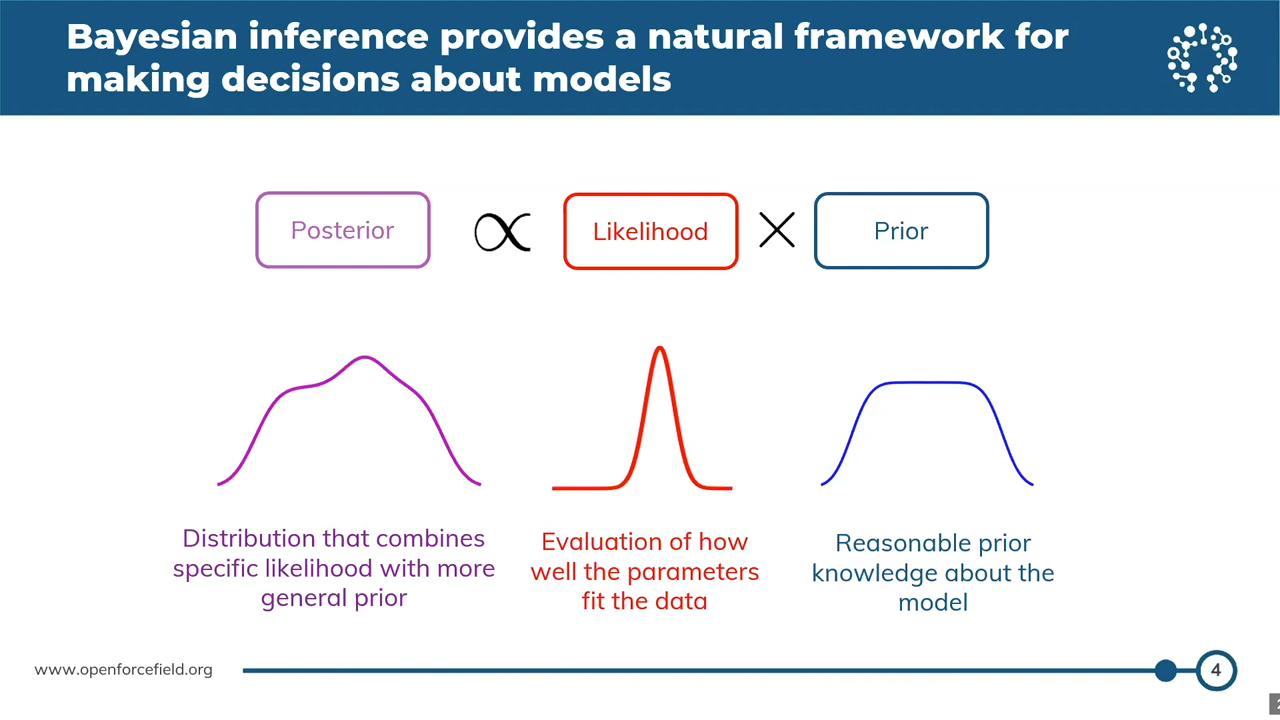 Bayesian inference provides a natural framework for
making decisions about models
Posterior
∝
Likelihood
×
Prior
Distribution that combines
specific likelihood with more
general prior
Evaluation of how
well the parameters
fit the data
Reasonable prior
knowledge about the
model
www.openforcefield.org
4